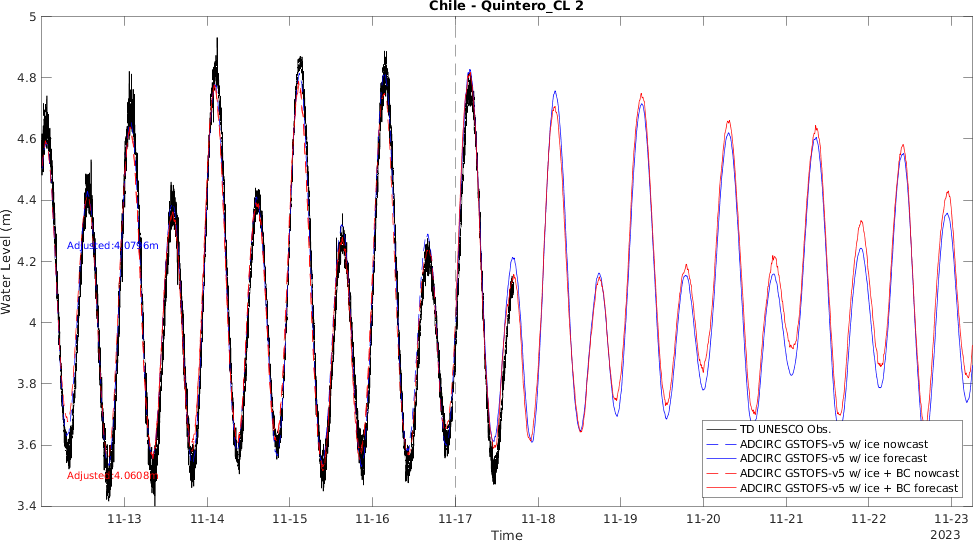 Chile - Quintero_CL 2
Water Level (m)
5
4.8
4.6
4.4
4.2
4
3.8
3.6
3.4
Adjusted:4.0796m
Adjusted:4.0608m
TD UNESCO Obs.
ADCIRC GSTOFS-v5 w/ ice nowcast
ADCIRC GSTOFS-v5 w/ ice forecast
ADCIRC GSTOFS-v5 w/ ice + BC nowcast
ADCIRC GSTOFS-v5 w/ ice + BC forecast
11-13 11-14 11-15 11-16 11-17 11-18 11-19 11-20 11-21 11-22 11-23
2023
Time